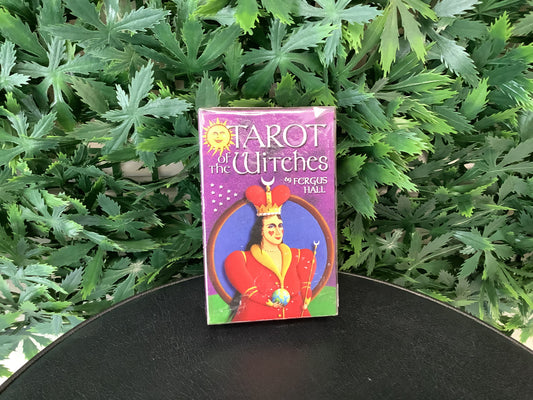 TAROT
of
THE WITCHES
by FERGUS
HALL